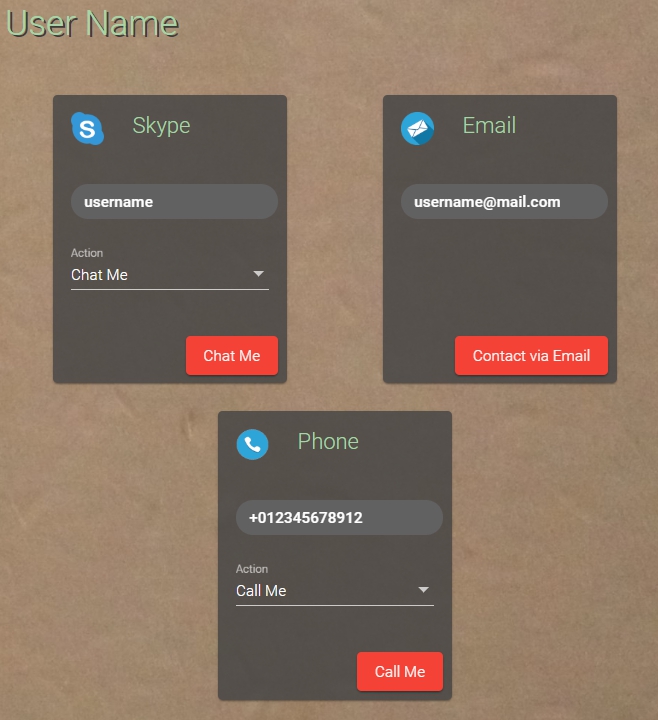 User Name
Skype
username
Action
Chat Me
Chat Me
Email
username@mail.com
Contact via Email
Phone
+012345678912
Action
Call Me
Call Me